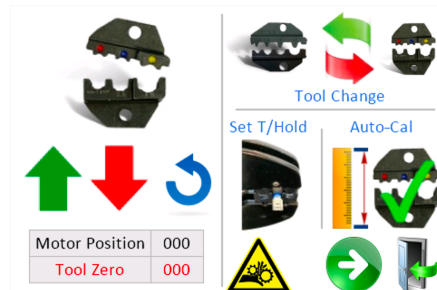 Tool Change
Set T/Hold
Auto-Cal
Motor Position 000
Tool Zero 000